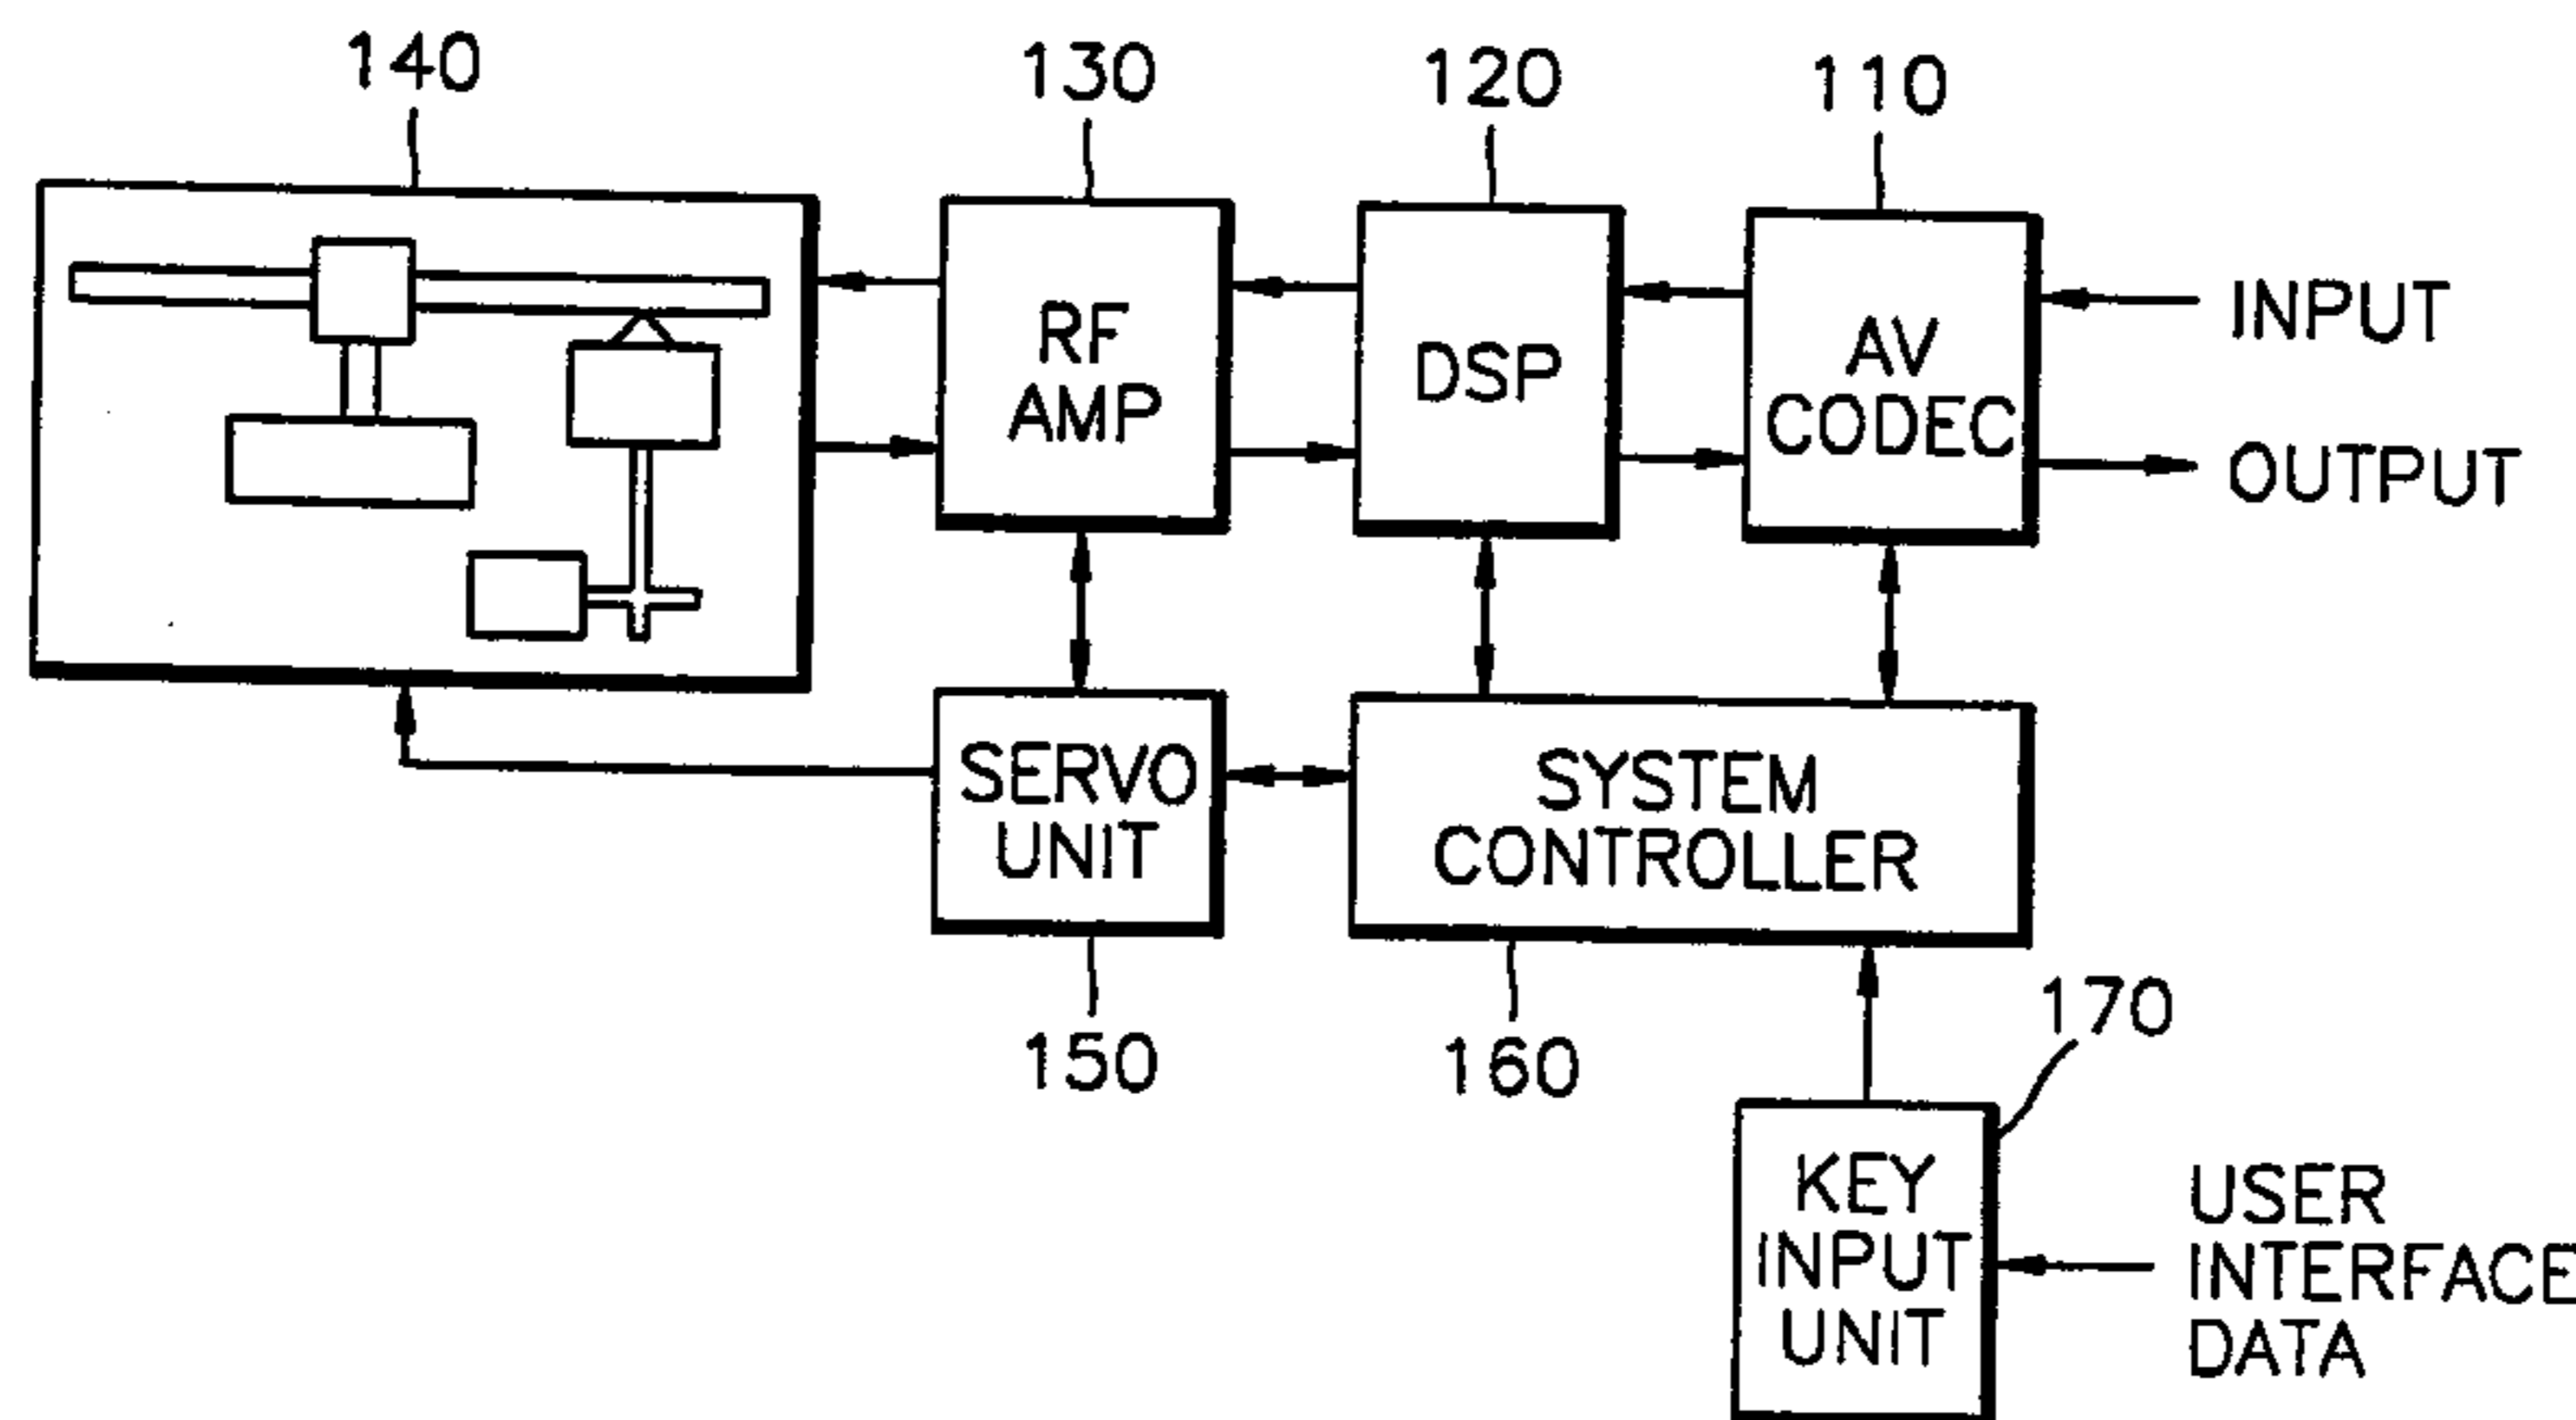 140
130
120
110
RF
AMP
DSP
AV
CODEC
INPUT
OUTPUT
SERVO
UNIT
SYSTEM
CONTROLLER
150
160
170
KEY
INPUT
UNIT
USER
INTERFACE
DATA